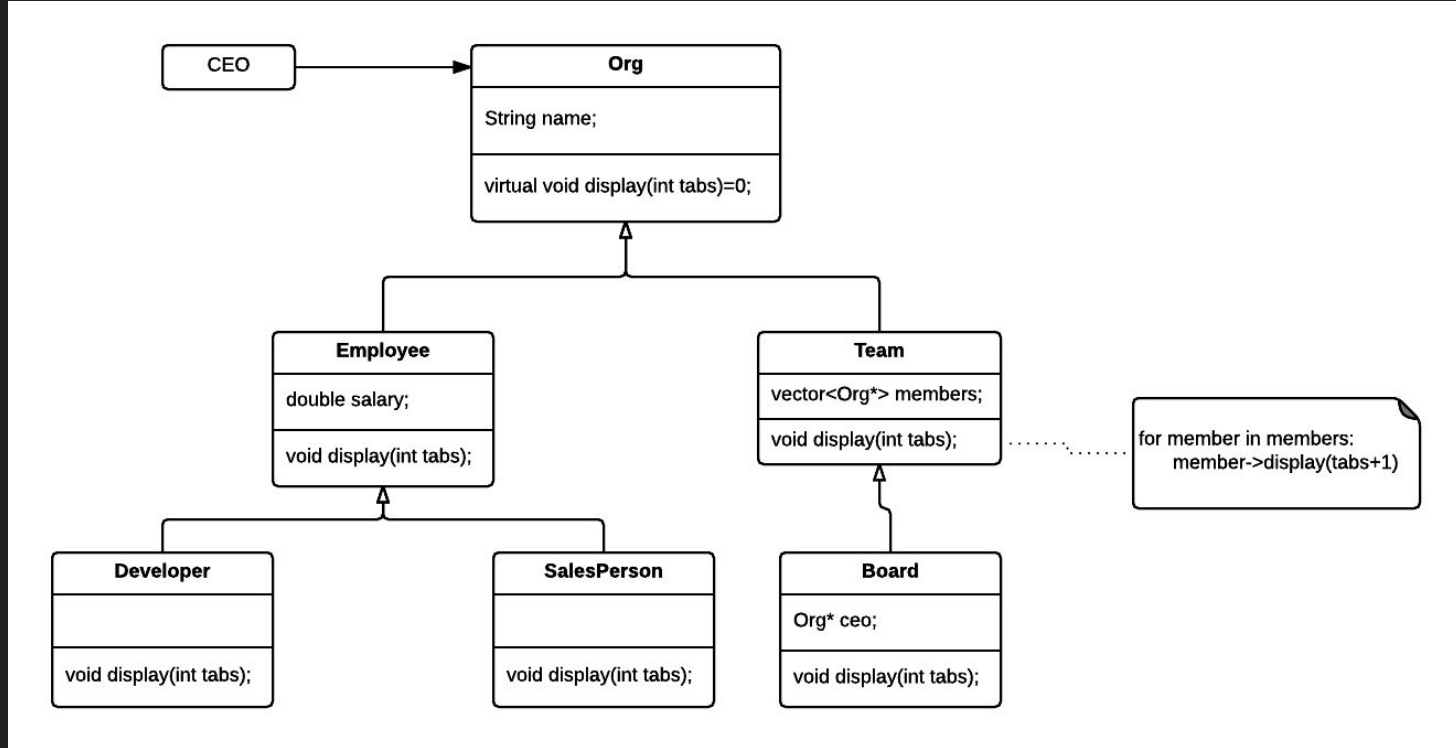 CEO
Org
String name;
virtual void display(int tabs)=0;
Employee
double salary;
void display(int tabs);
Team
vector<Org*> members;
void display(int tabs);
for member in members:
member->display(tabs+1)
Developer
void display(int tabs);
SalesPerson
void display(int tabs);
Board
Org* ceo;
void display(int tabs);